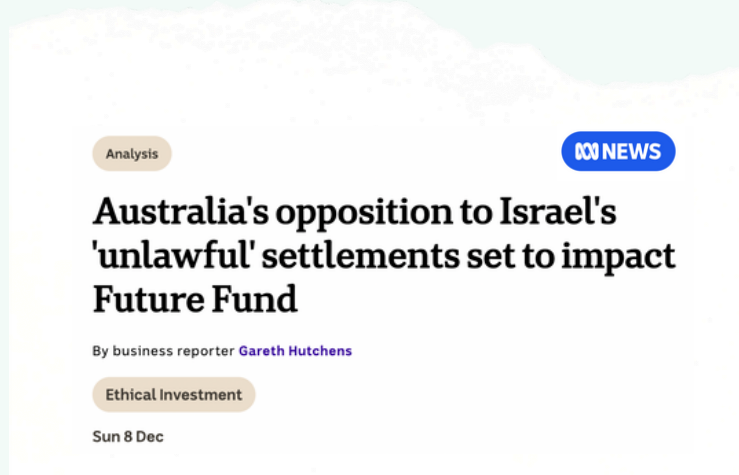 Analysis
NEWS
Australia's opposition to Israel's
'unlawful' settlements set to impact
Future Fund
By business reporter Gareth Hutchens
Ethical Investment
Sun 8 Dec